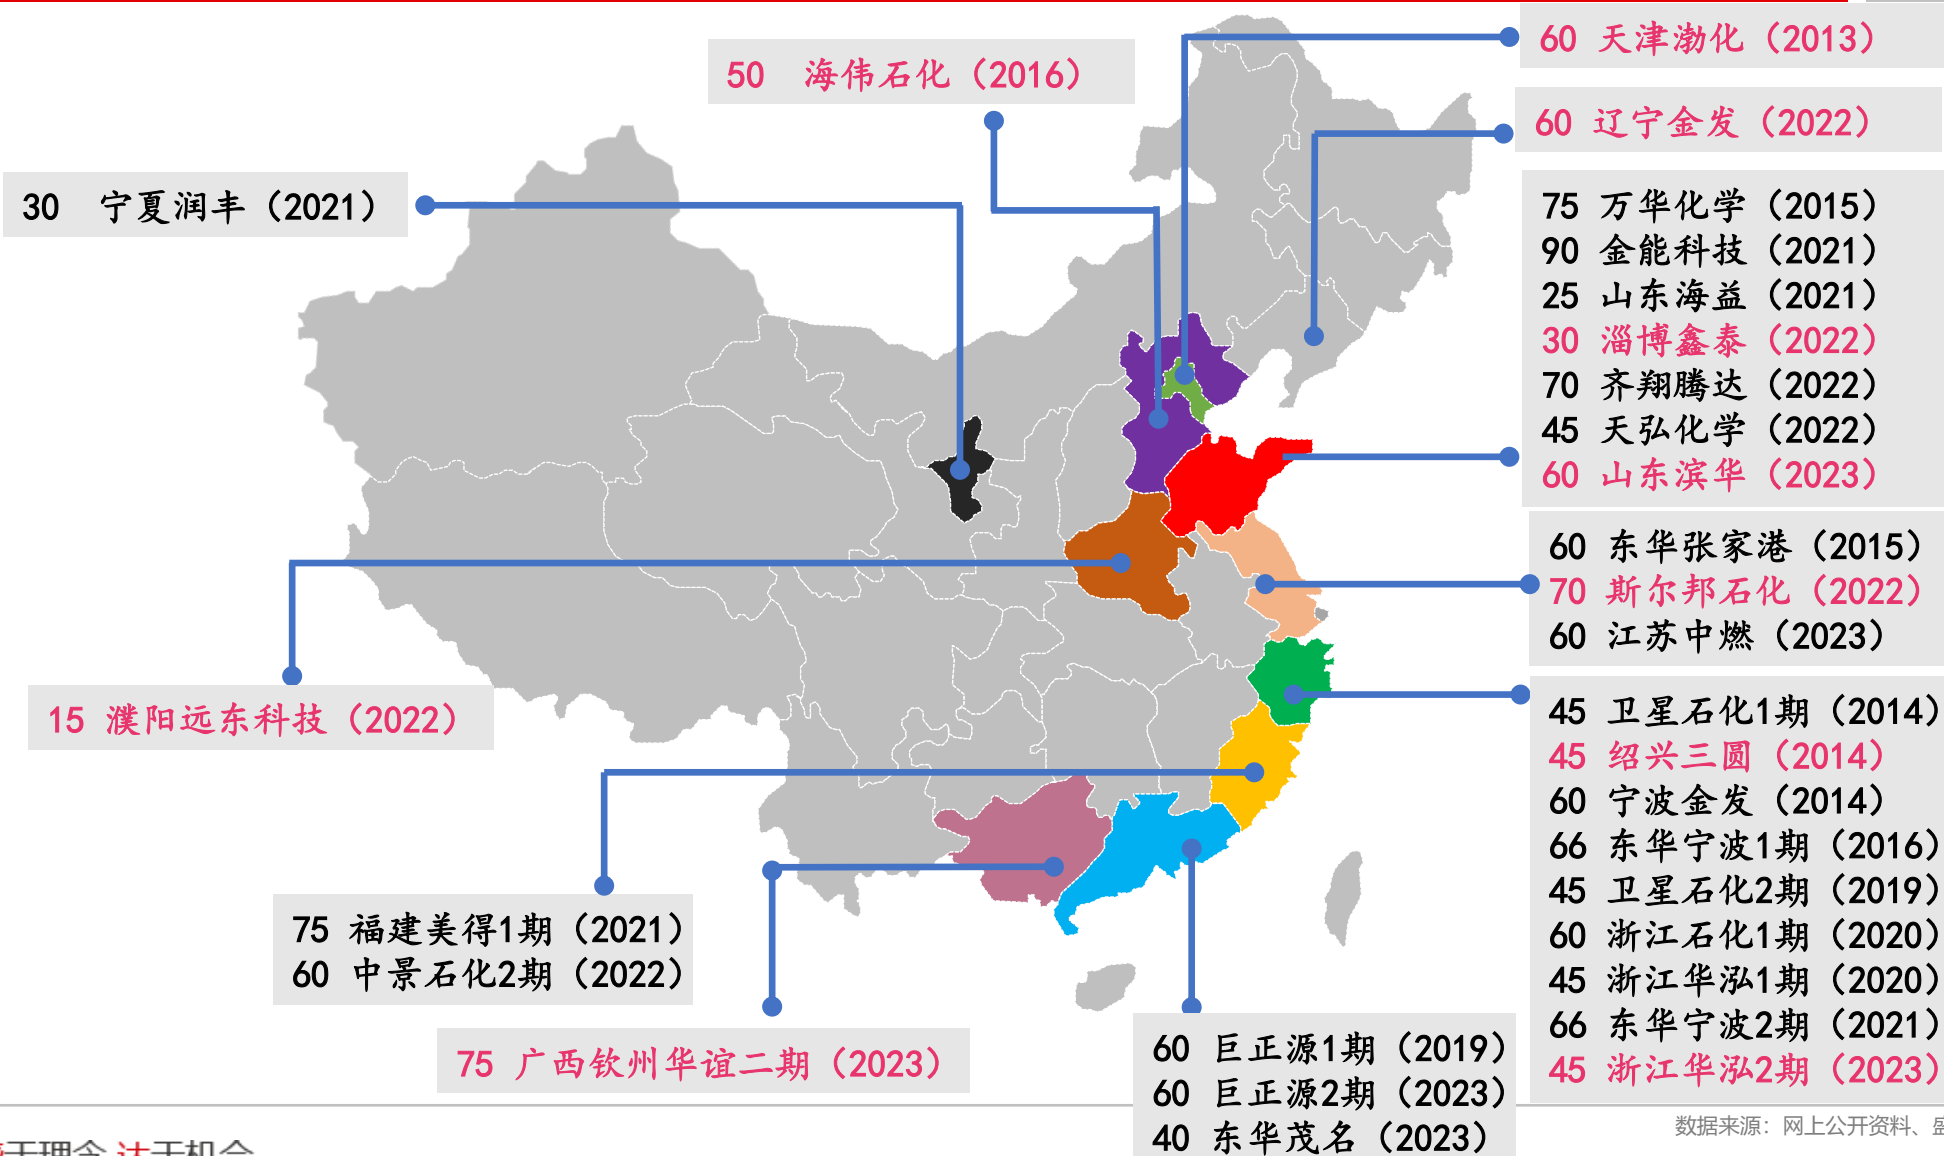 60 天津渤化（2013）
50 海伟石化（2016）
60 辽宁金发（2022）
30 宁夏润丰（2021）
75 万华化学（2015）
90 金能科技（2021）
25 山东海益（2021）
30 淄博鑫泰（2022）
70 齐翔腾达（2022）
45 天弘化学（2022）
60 山东滨华（2023）
60 东华张家港（2015）
70 斯尔邦石化（2022）
60 江苏中燃（2023）
15 濮阳远东科技（2022）
45 卫星石化1期（2014）
45 绍兴三圆（2014）
60 宁波金发（2014）
66 东华宁波1期（2016）
45 卫星石化2期（2019）
60 浙江石化1期（2020）
45 浙江华泓1期（2020）
66 东华宁波2期（2021）
45 浙江华泓2期（2023）
75 福建美得1期（2021）
60 中景石化2期（2022）
75 广西钦州华谊二期（2023）
60 巨正源1期（2019）
60 巨正源2期（2023）
40 东华茂名（2023）
数据来源：网上公开资料、